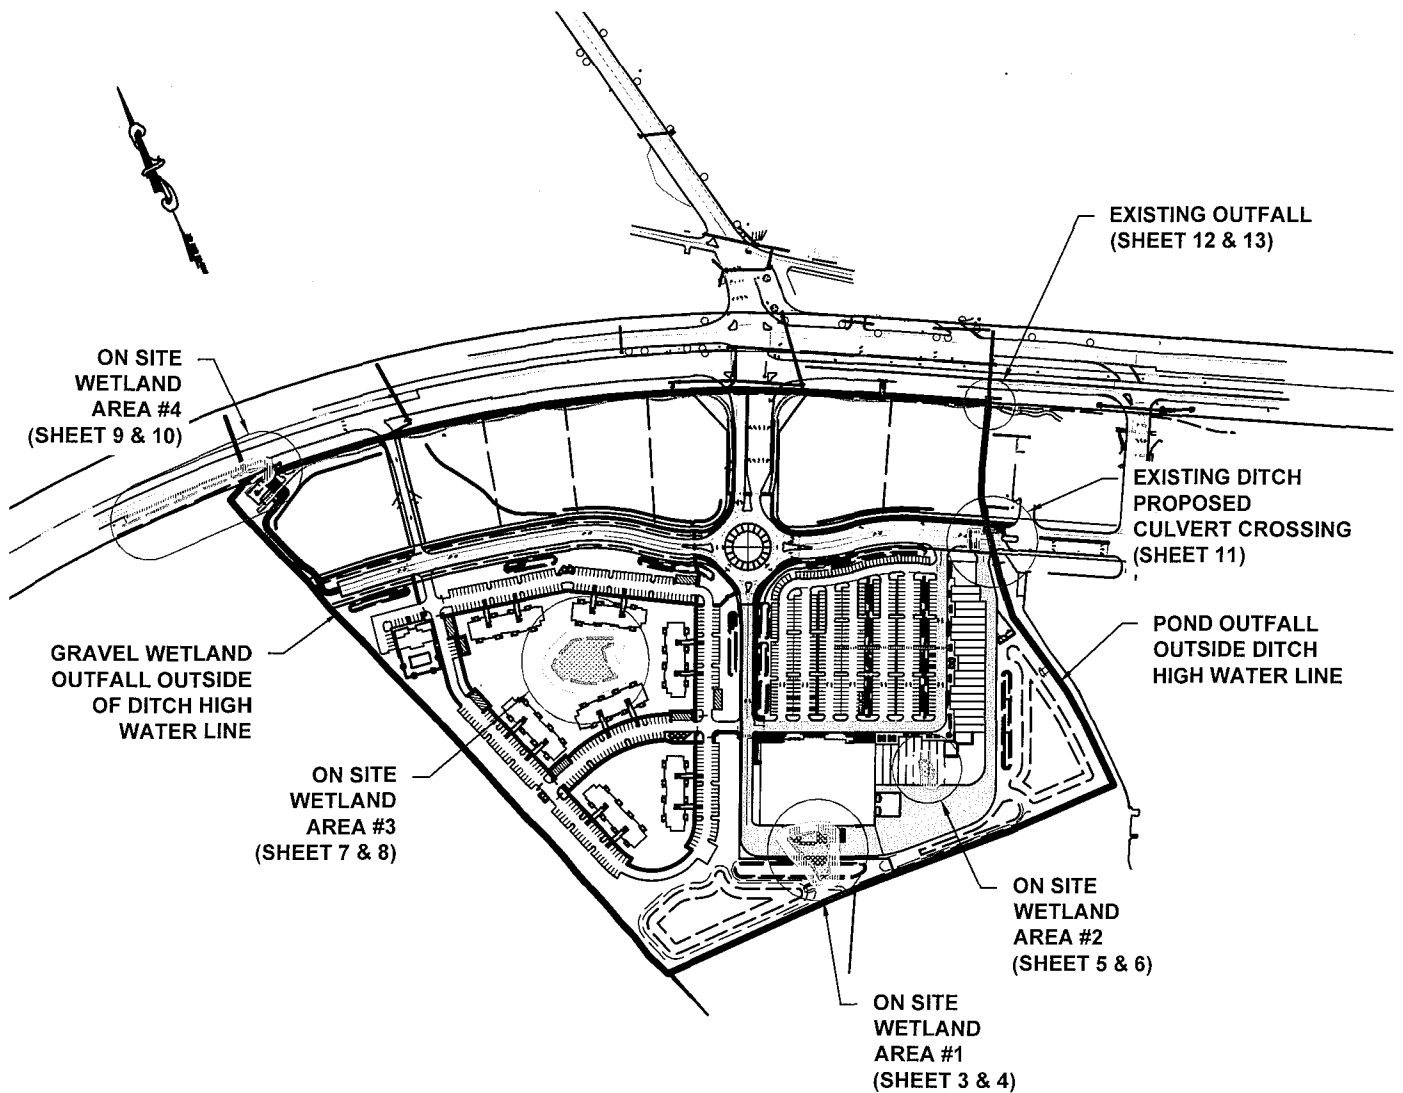 EXISTING OUTFALL
(SHEET 12 & 13)
ON SITE
WETLAND
AREA #4
(SHEET 9 & 10)
EXISTING DITCH
PROPOSED
CULVERT CROSSING
(SHEET 11)
GRAVEL WETLAND
OUTFALL OUTSIDE
OF DITCH HIGH
WATER LINE
POND OUTFALL
OUTSIDE DITCH
HIGH WATER LINE
ON SITE
WETLAND
AREA #3
(SHEET 7 & 8)
ON SITE
WETLAND
AREA #2
(SHEET 5 & 6)
ON SITE
WETLAND
AREA #1
(SHEET 3 & 4)